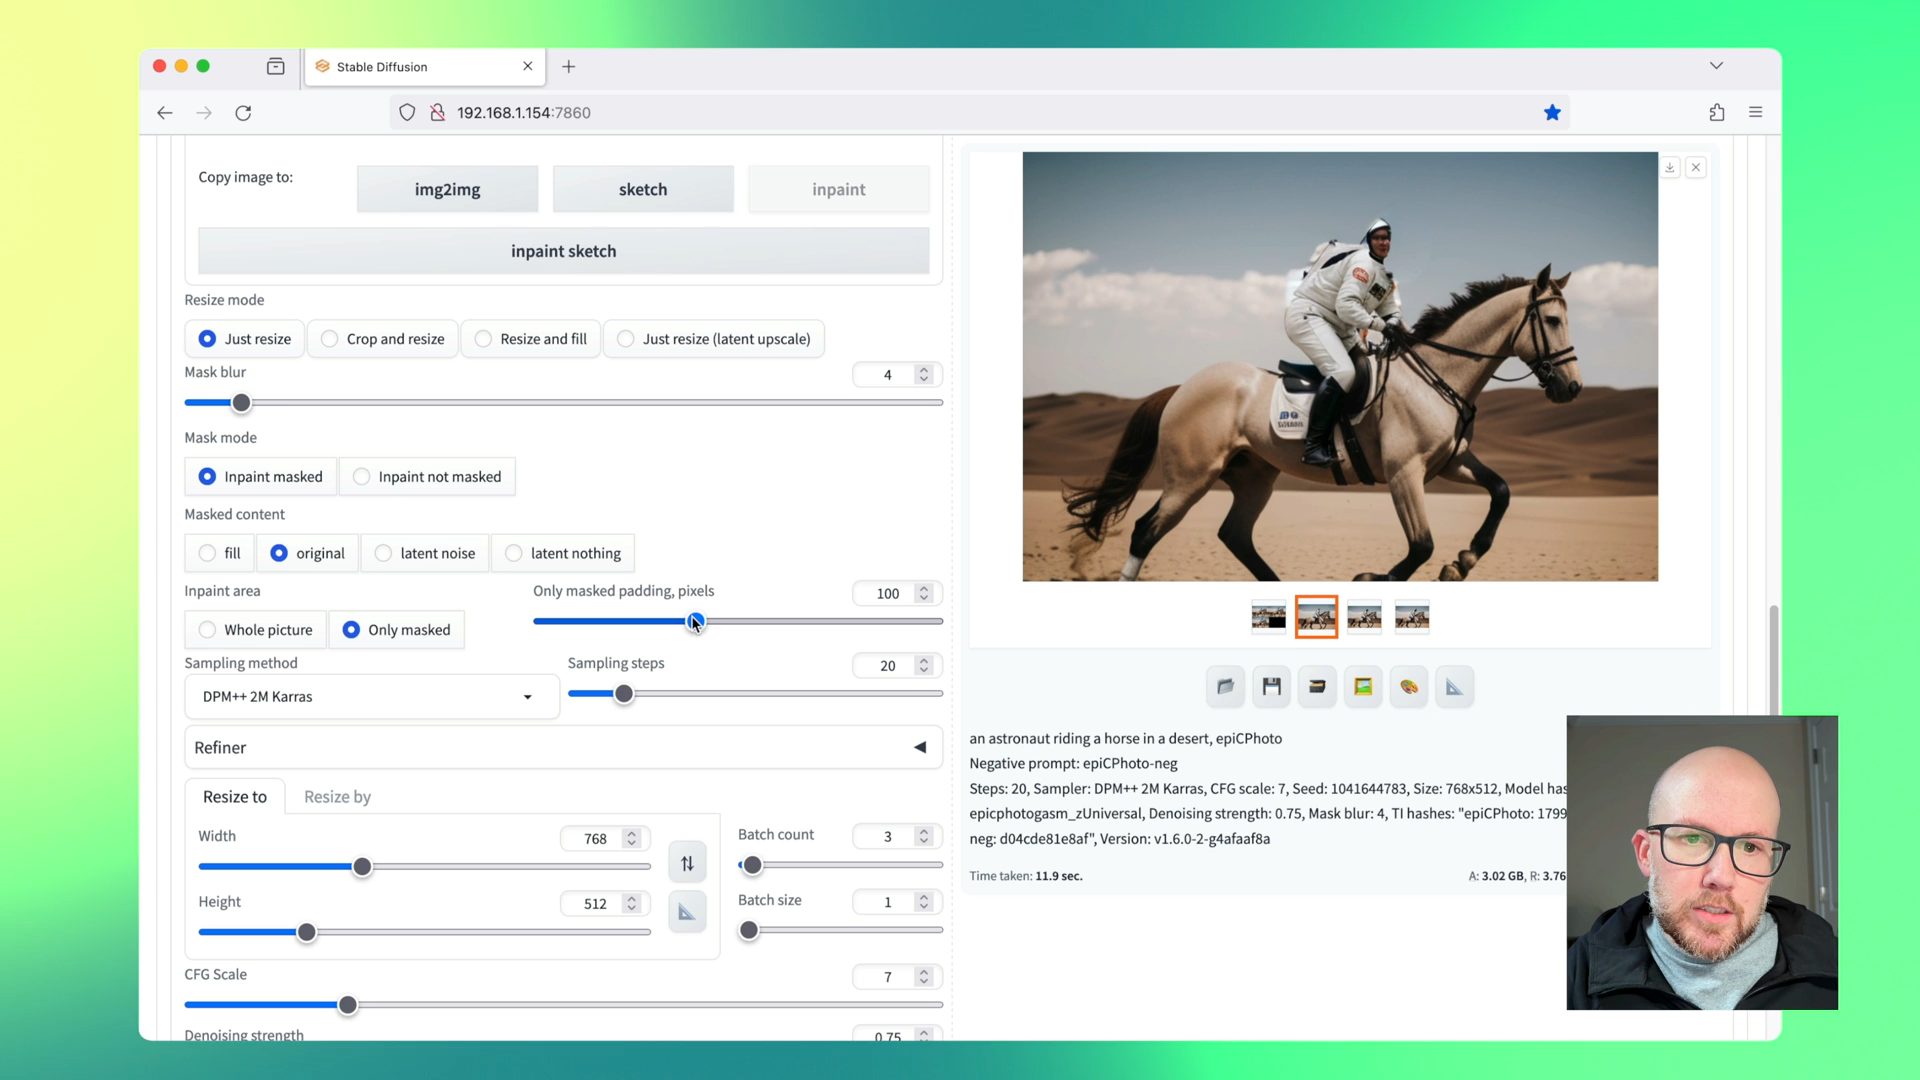 Stable Diffusion
192.168.1.154:7860
Copy image to:
img2img
sketch
inpaint
inpaint sketch
Resize mode
Just resize
Crop and resize
Resize and fill
Just resize (latent upscale)
Mask blur
4
Mask mode
Inpaint masked
Inpaint not masked
Masked content
fill
original
latent noise
latent nothing
Inpaint area
Only masked padding, pixels
100
Whole picture
Only masked
Sampling method
Sampling steps
20
DPM++ 2M Karras
Refiner
Resize to
Resize by
Width
768
Batch count
3
Height
512
Batch size
1
CFG Scale
7
Denoising strength
0.75
an astronaut riding a horse in a desert, epiCPhoto
Negative prompt: epiCPhoto-neg
Steps: 20, Sampler: DPM++ 2M Karras, CFG scale: 7, Seed: 1041644783, Size: 768x512, Model has
epicphotogasm_zUniversal, Denoising strength: 0.75, Mask blur: 4, TI hashes: "epiCPhoto: 1799
neg: d04cde81e8af", Version: v1.6.0-2-g4afaaf8a
Time taken: 11.9 sec.
A: 3.02 GB, R: 3.76